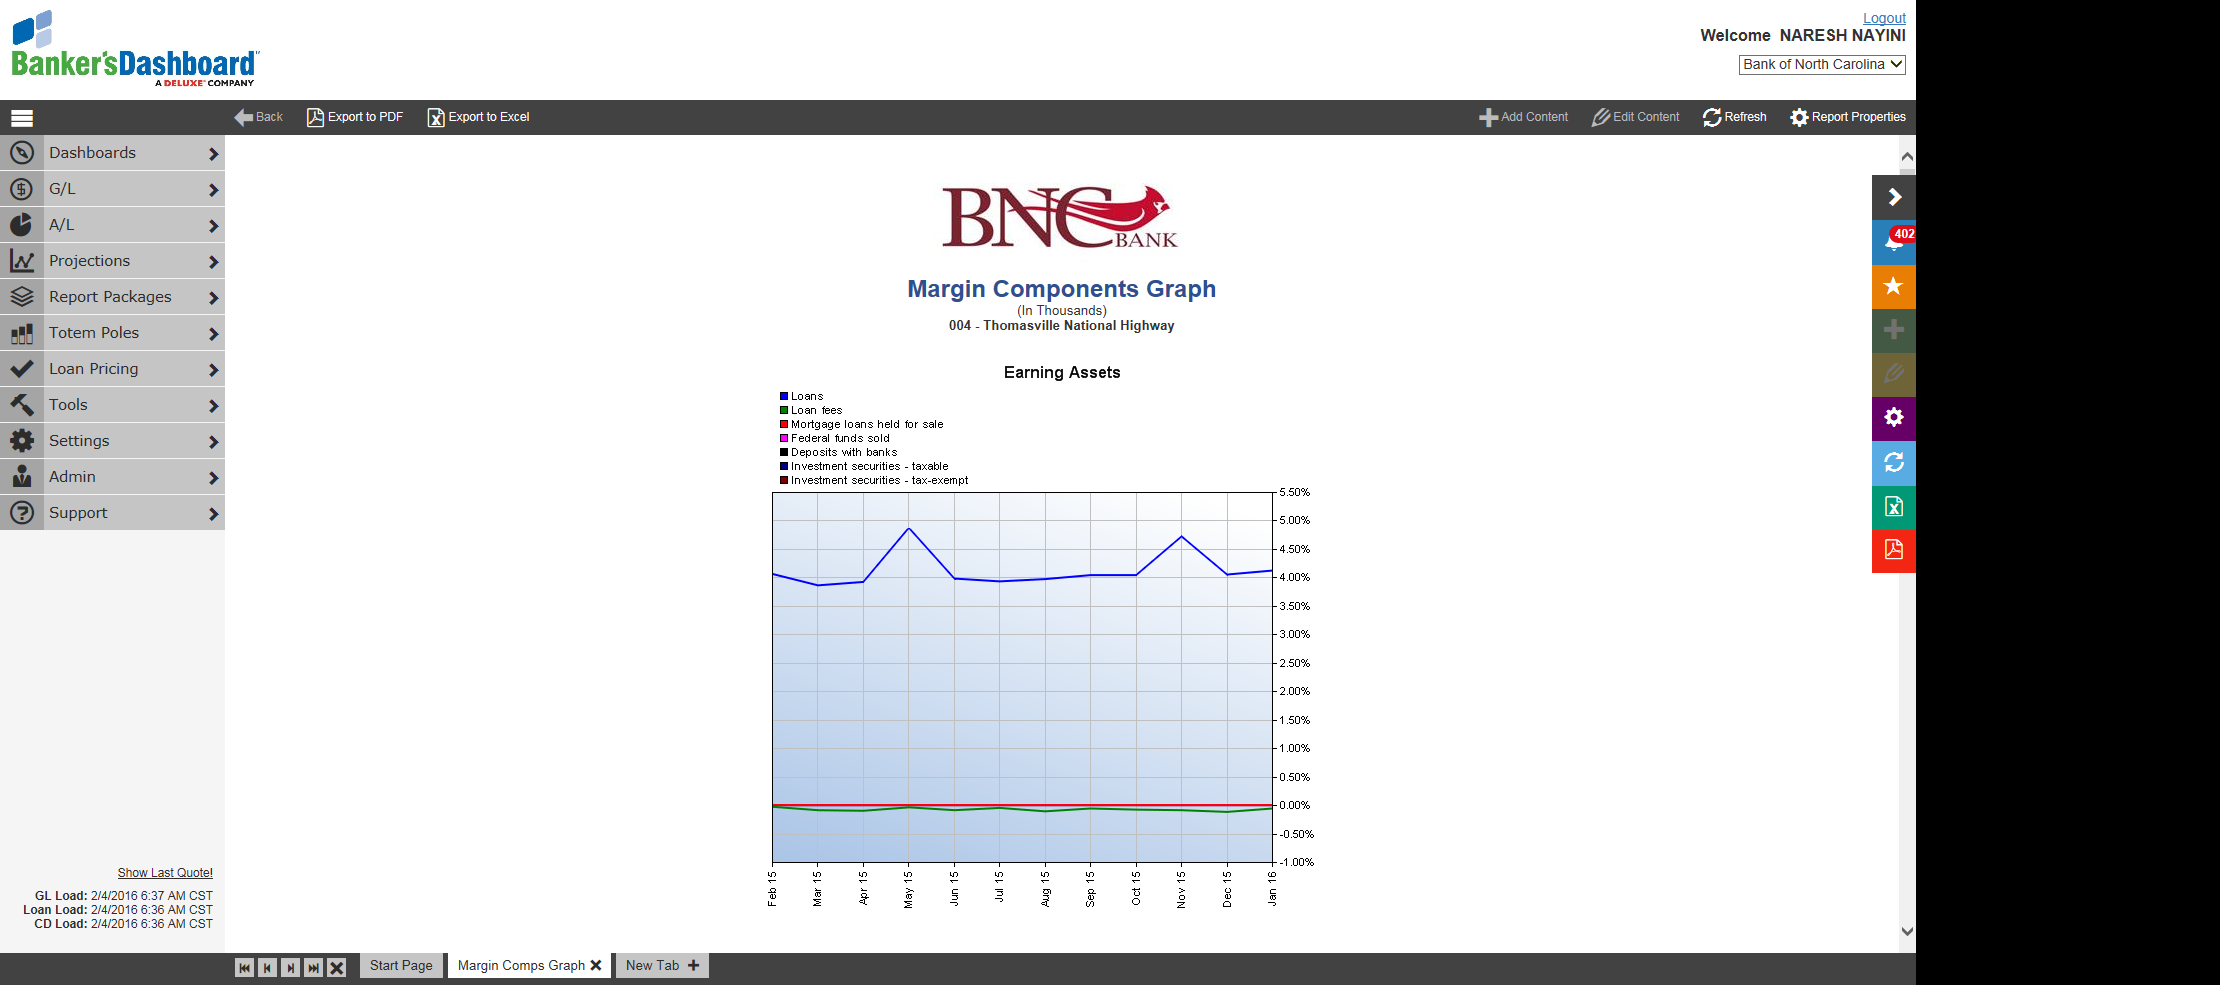 Logout
Banker'sDashboard
A DELUXE COMPANY
Welcome NARESH NAYINI
Bank of North Carolina
Back
Export to PDF
Export to Excel
Add Content
Edit Content
Refresh
Report Properties
Dashboards
G/L
A/L
Projections
Report Packages
Totem Poles
Loan Pricing
Tools
Settings
Admin
Support
BNC
BANK
402
Margin Components Graph
(In Thousands)
004 - Thomasville National Highway
Earning Assets
Loans
Loan fees
Mortgage loans held for sale
Federal funds sold
Deposits with banks
Investment securities - taxable
Investment securities - tax-exempt
5.50%
5.00%
4.50%
4.00%
3.50%
3.00%
2.50%
2.00%
1.50%
1.00%
0.50%
0.00%
-0.50%
-1.00%
Feb 15
Mar 15
Apr 15
May 15
Jun 15
Jul 15
Aug 15
Sep 15
Oct 15
Nov 15
Dec 15
Jan 16
Show Last Quote!
GL Load: 2/4/2016 6:37 AM CST
Loan Load: 2/4/2016 6:36 AM CST
CD Load: 2/4/2016 6:36 AM CST
Start Page
Margin Comps Graph
New Tab